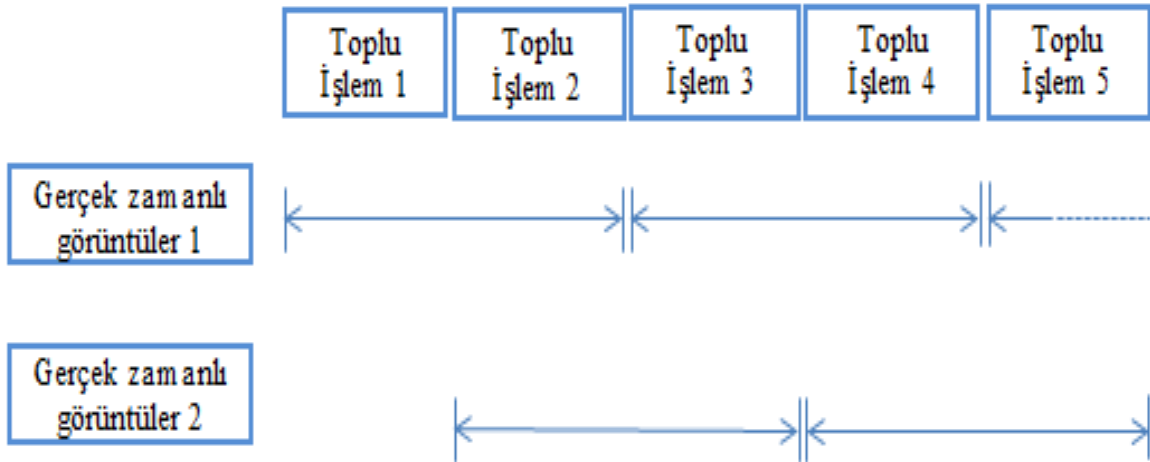 Toplu
İşlem 1
Toplu
İşlem 2
Toplu
İşlem 3
Toplu
İşlem 4
Toplu
İşlem 5
Gerçek zamanlı
görüntüler 1
Gerçek zamanlı
görüntüler 2